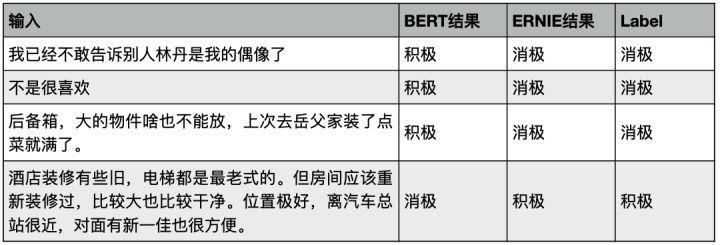 输入 BERT结果 ERNIE结果 Label
我已经不敢告诉别人林丹是我的偶像了 积极 消极 消极
不是很喜欢 积极 消极 消极
后备箱，大的物件啥也不能放，上次去岳父家装了点
菜就满了。 积极 消极 消极
酒店装修有些旧，电梯都是最老式的。但房间应该重
新装修过，比较大也比较干净。位置极好，离汽车总 消极 积极 积极
站很近，对面有新一佳也很方便。